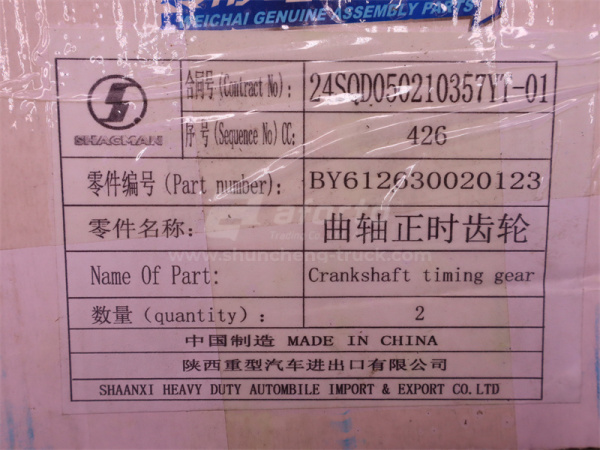 WEICHAI GENUINE ASSEMBLY PARTS
SHACMAN
合同号(Contract No): 24SQD050210357YT-01
序号(Sequence No)CC: 426
零件编号(Part number): BY612630020123
零件名称: 曲轴正时齿轮
Name Of Part: Crankshaft timing gear
数量(quantity): 2
中国制造 MADE IN CHINA
陕西重型汽车进出口有限公司
SHAANXI HEAVY DUTY AUTOMBILE IMPORT & EXPORT CO.LTD
www.shuncheng-truck.com